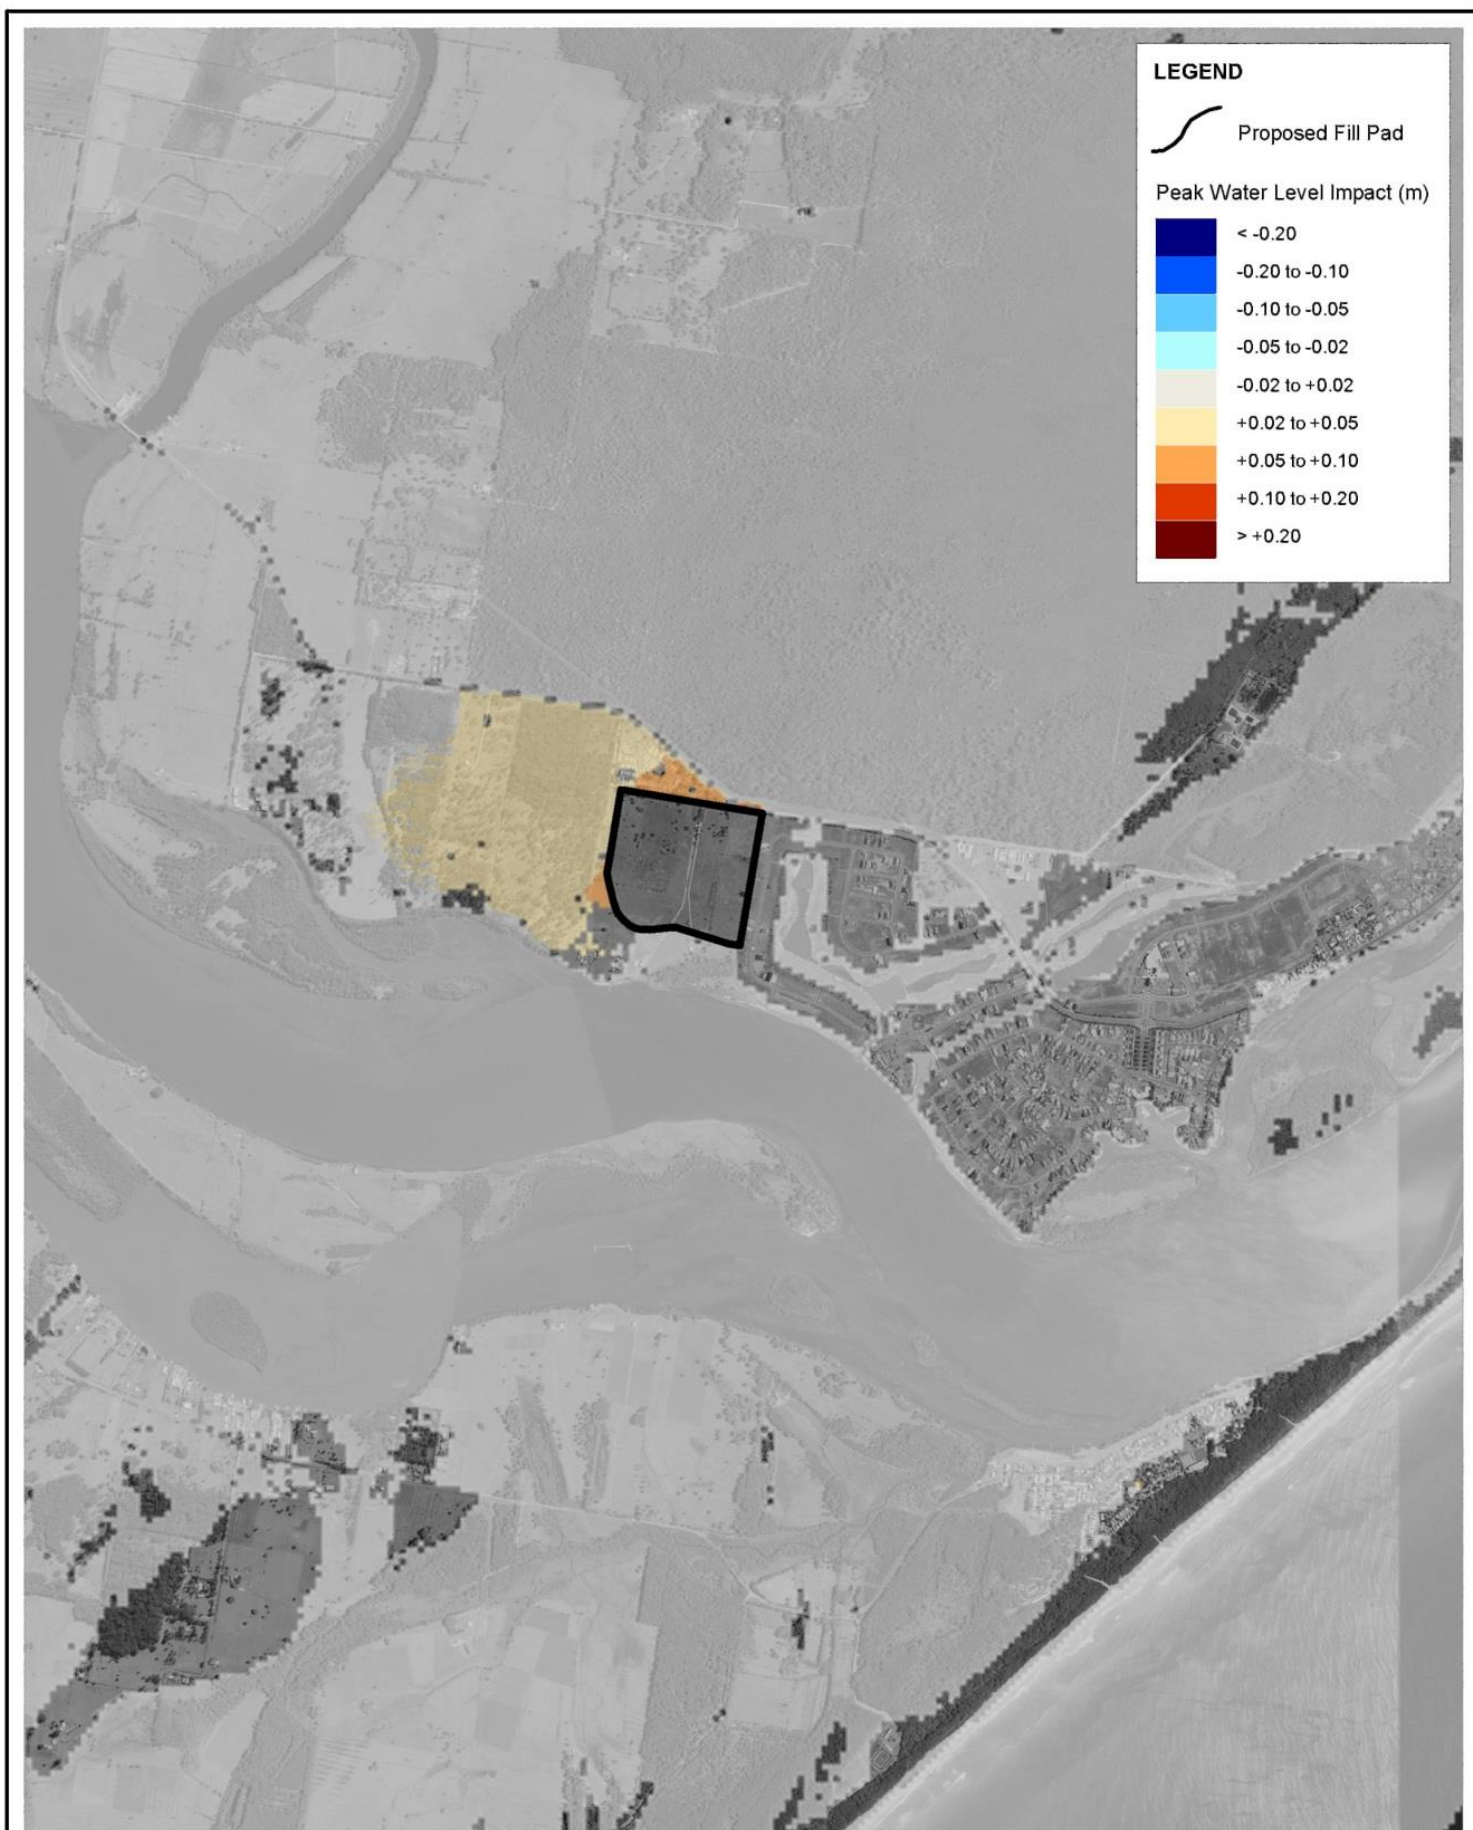 LEGEND
Proposed Fill Pad
Peak Water Level Impact (m)
< -0.20
-0.20 to -0.10
-0.10 to -0.05
-0.05 to -0.02
-0.02 to +0.02
+0.02 to +0.05
+0.05 to +0.10
+0.10 to +0.20
> +0.20